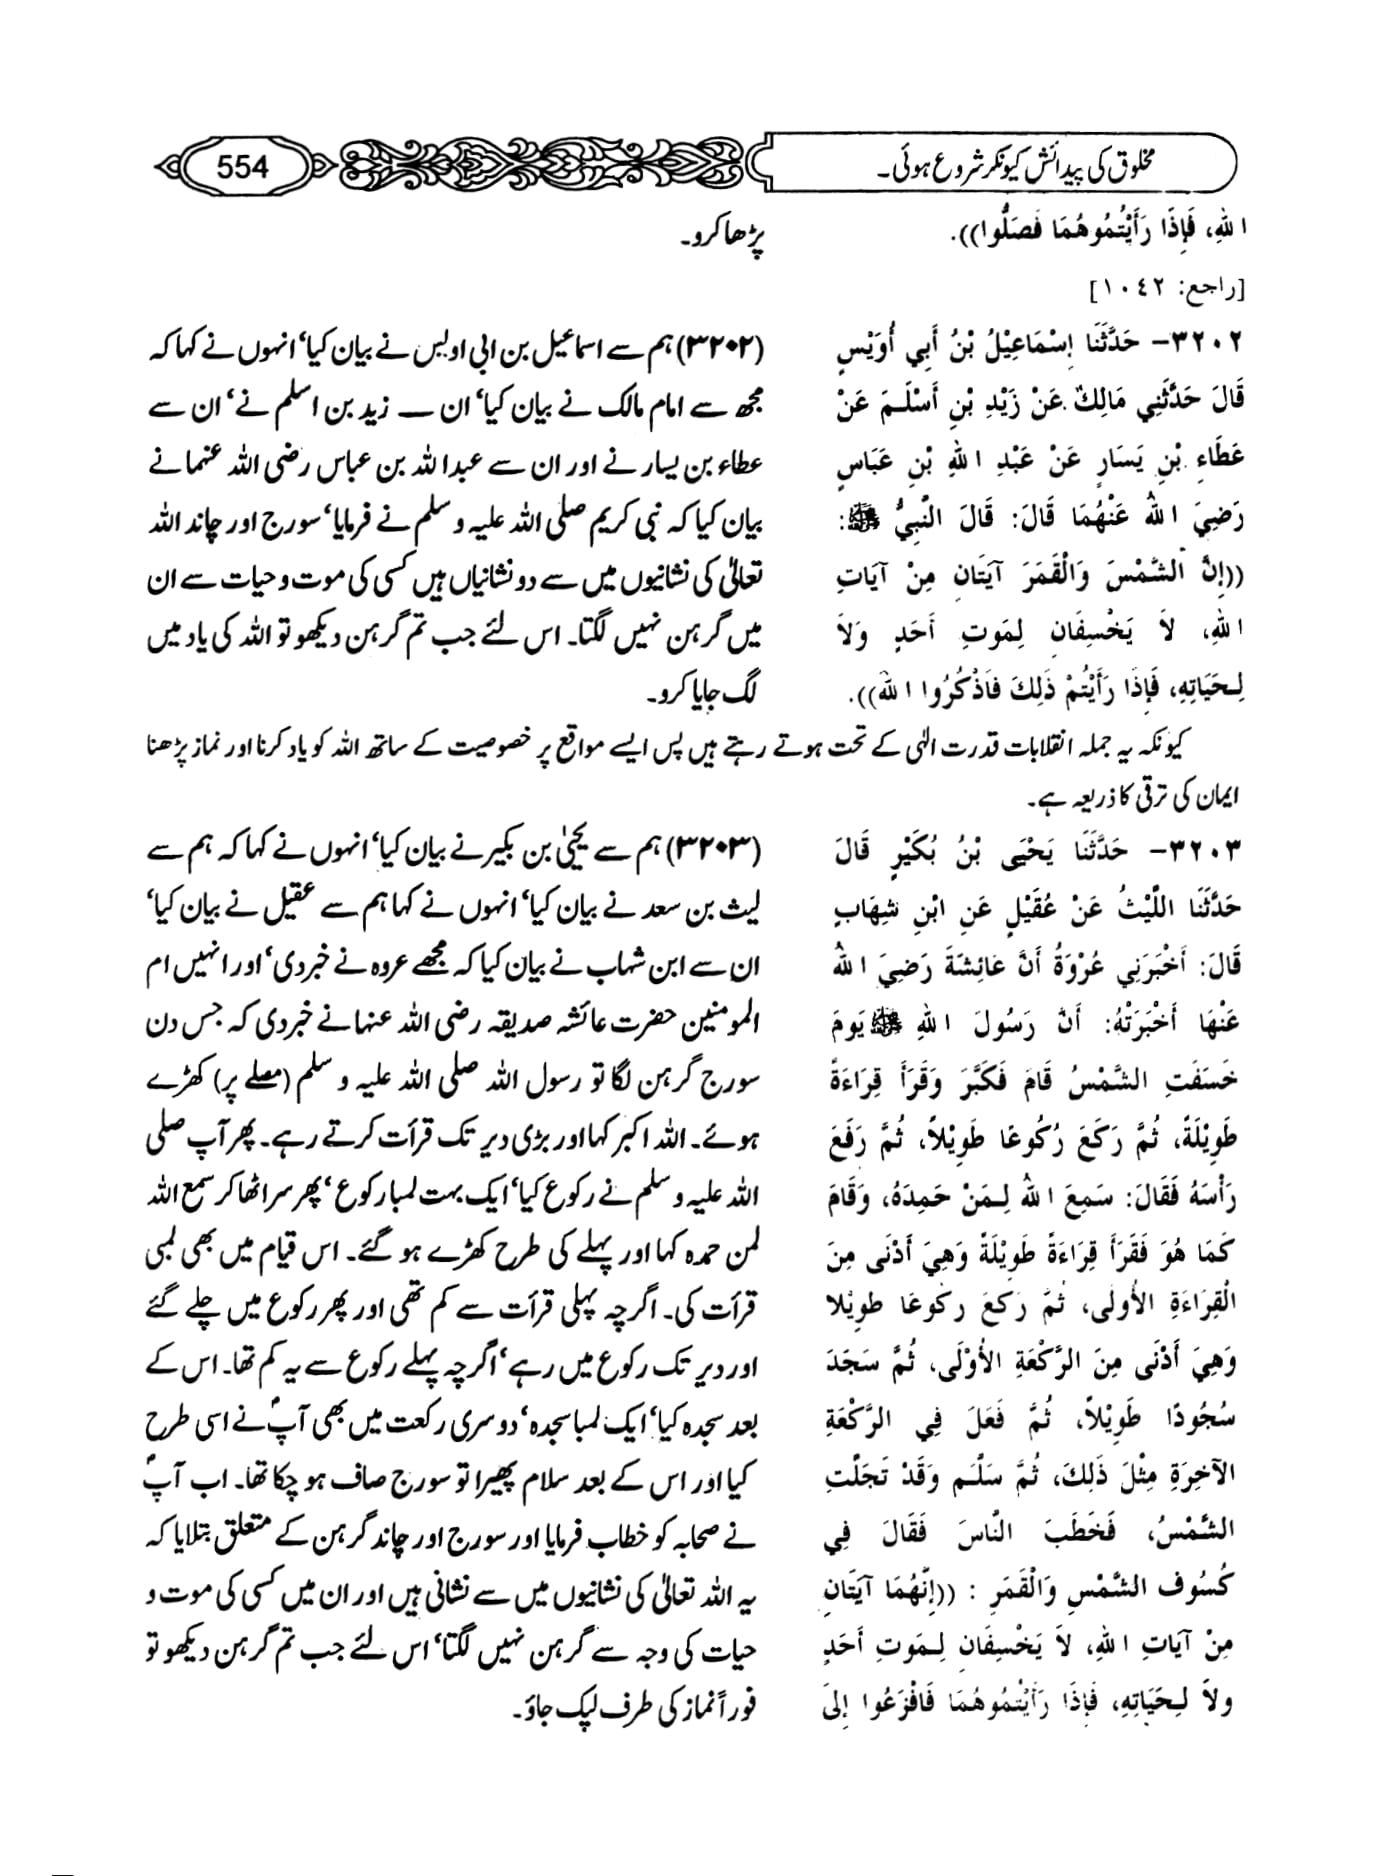 مخلوق کی پیدائش کیونکر شروع ہوئی۔
554
اللهِ، فَإِذَا رَأَيْتُمُوهُمَا فَصَلُّوا)).
[راجع: ١٠٤٢]
٣٢٠٢- حَدَّثَنَا إِسْمَاعِيْلُ بْنُ أَبِي أُوَيْسٍ
قَالَ حَدَّثَنِي مَالِكٌ عَنْ زَيْدِ بْنِ أَسْلَمَ عَنْ
عَطَاءِ بْنِ يَسَارٍ عَنْ عَبْدِ اللهِ بْنِ عَبَاسٍ
رَضِيَ اللهُ عَنْهُمَا قَالَ: قَالَ النَّبِيُّ ﷺ:
((إِنَّ الشَّمْسَ وَالْقَمَرَ آيَتَانِ مِنْ آيَاتِ
اللهِ، لاَ يَخْسِفَانِ لِمَوتِ أَحَدٍ وَلاَ
لِحَيَاتِهِ، فَإِذَا رَأَيْتُمْ ذَلِكَ فَاذْكُرُوا اللهَ)).
پڑھا کرو۔
(۳۲۰۲) ہم سے اسماعیل بن ابی اویس نے بیان کیا‘ انہوں نے کہا کہ
مجھ سے امام مالک نے بیان کیا‘ ان سے زید بن اسلم نے‘ ان سے
عطاء بن یسار نے اور ان سے عبداللہ بن عباس رضی اللہ عنہما نے
بیان کیا کہ نبی کریم صلی اللہ علیہ وسلم نے فرمایا‘ سورج اور چاند اللہ
تعالیٰ کی نشانیوں میں سے دو نشانیاں ہیں کسی کی موت و حیات سے ان
میں گرہن نہیں لگتا۔ اس لئے جب تم گرہن دیکھو تو اللہ کی یاد میں
لگ جایا کرو۔
کیونکہ یہ جملہ انقلابات قدرت الٰہی کے تحت ہوتے رہتے ہیں پس ایسے مواقع پر خصوصیت کے ساتھ اللہ کو یاد کرنا اور نماز پڑھنا
ایمان کی ترقی کا ذریعہ ہے۔
٣٢٠٣- حَدَّثَنَا يَحْيَى بْنُ بُكَيْرٍ قَالَ
حَدَّثَنَا اللَّيْثُ عَنْ عُقَيْلٍ عَنِ ابْنِ شِهَابٍ
قَالَ: أَخْبَرَنِي عُرْوَةُ أَنَّ عَائِشَةَ رَضِيَ اللهُ
عَنْهَا أَخْبَرَتْهُ: أَنَّ رَسُولَ اللهِ ﷺ يَومَ
خَسَفَتِ الشَّمْسُ قَامَ فَكَبَّرَ وَقَرَأَ قِرَاءَةً
طَوِيْلَةً، ثُمَّ رَكَعَ رُكُوعًا طَوِيْلاً، ثُمَّ رَفَعَ
رَأْسَهُ فَقَالَ: سَمِعَ اللهُ لِمَنْ حَمِدَهُ، وَقَامَ
كَمَا هُوَ فَقَرَأَ قِرَاءَةً طَوِيْلَةً وَهِيَ أَدْنَى مِنَ
الْقِرَاءَةِ الأُولَى، ثُمَّ رَكَعَ رُكُوعًا طَوِيْلاً
وَهِيَ أَدْنَى مِنَ الرَّكْعَةِ الأُوْلَى، ثُمَّ سَجَدَ
سُجُودًا طَوِيْلاً، ثُمَّ فَعَلَ فِي الرَّكْعَةِ
الآخِرَةِ مِثْلَ ذَلِكَ، ثُمَّ سَلَّمَ وَقَدْ تَجَلَّتِ
الشَّمْسُ، فَخَطَبَ النَّاسَ فَقَالَ فِي
كُسُوفِ الشَّمْسِ وَالْقَمَرِ : ((إِنَّهُمَا آيَتَانِ
مِنْ آيَاتِ اللهِ، لاَ يَخْسِفَانِ لِمَوتِ أَحَدٍ
ولاَ لِحَيَاتِهِ، فَإِذَا رَأَيْتُمُوهُمَا فَافْزَعُوا إِلَى
(۳۲۰۳) ہم سے یحییٰ بن بکیر نے بیان کیا‘ انہوں نے کہا کہ ہم سے
لیث بن سعد نے بیان کیا‘ انہوں نے کہا ہم سے عقیل نے بیان کیا‘
ان سے ابن شہاب نے بیان کیا کہ مجھے عروہ نے خبر دی‘ اور انہیں ام
المومنین حضرت عائشہ صدیقہ رضی اللہ عنہا نے خبر دی کہ جس دن
سورج گرہن لگا تو رسول اللہ صلی اللہ علیہ وسلم (مصلے پر) کھڑے
ہوئے۔ اللہ اکبر کہا اور بڑی دیر تک قرأت کرتے رہے۔ پھر آپ صلی
اللہ علیہ وسلم نے رکوع کیا‘ ایک بہت لمبا رکوع‘ پھر سر اٹھا کر سمع اللہ
لمن حمدہ کہا اور پہلے کی طرح کھڑے ہو گئے۔ اس قیام میں بھی لمبی
قرأت کی۔ اگرچہ پہلی قرأت سے کم تھی اور پھر رکوع میں چلے گئے
اور دیر تک رکوع میں رہے‘ اگرچہ پہلے رکوع سے یہ کم تھا۔ اس کے
بعد سجدہ کیا‘ ایک لمبا سجدہ‘ دوسری رکعت میں بھی آپؐ نے اسی طرح
کیا اور اس کے بعد سلام پھیرا تو سورج صاف ہو چکا تھا۔ اب آپؐ
نے صحابہ کو خطاب فرمایا اور سورج اور چاند گرہن کے متعلق بتلایا کہ
یہ اللہ تعالیٰ کی نشانیوں میں سے نشانی ہیں اور ان میں کسی کی موت و
حیات کی وجہ سے گرہن نہیں لگتا‘ اس لئے جب تم گرہن دیکھو تو
فوراً نماز کی طرف لپک جاؤ۔